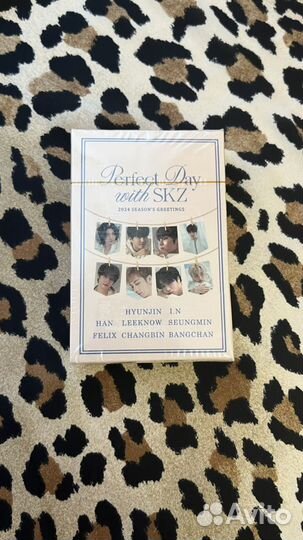 Perfect Day
with SKZ
2024 SEASON'S GREETINGS
HYUNJIN I.N
HAN LEEKNOW SEUNGMIN
FELIX CHANGBIN BANGCHAN
Avito